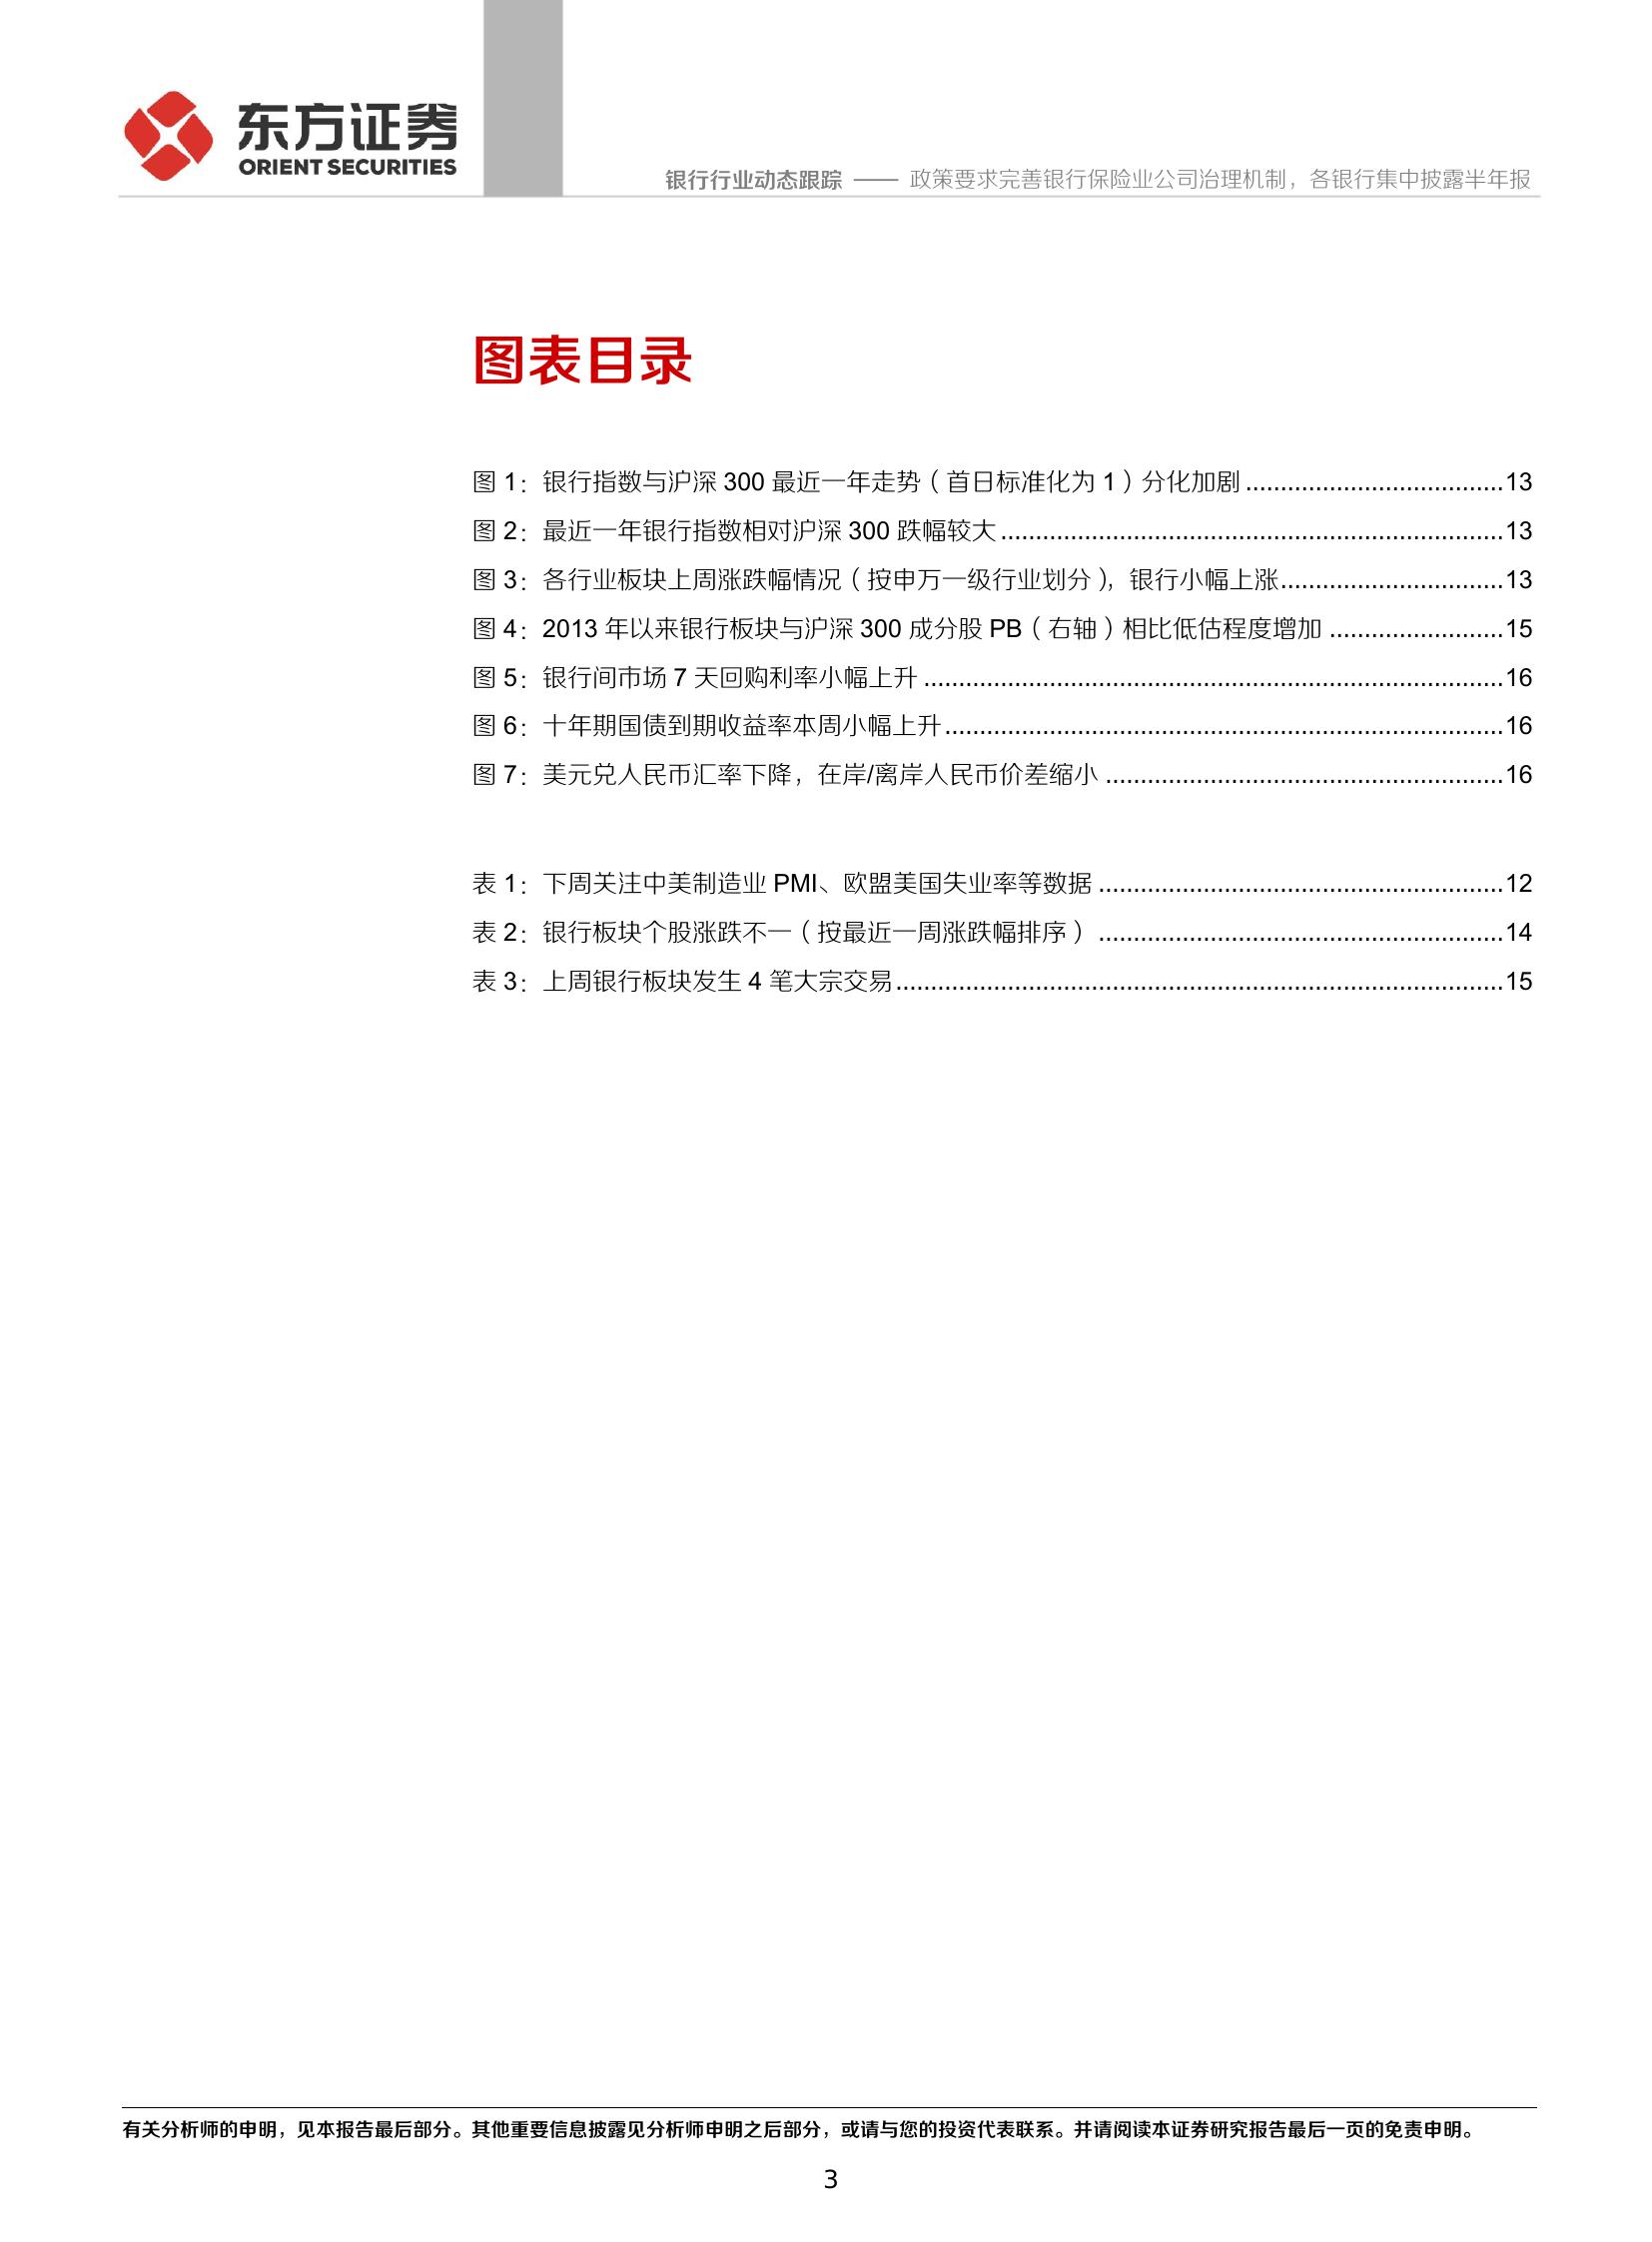 东方证券
ORIENT SECURITIES
银行行业动态跟踪 —— 政策要求完善银行保险业公司治理机制，各银行集中披露半年报
图表目录
图 1：银行指数与沪深 300 最近一年走势（首日标准化为 1）分化加剧.....................................13
图 2：最近一年银行指数相对沪深 300 跌幅较大........................................................................13
图 3：各行业板块上周涨跌幅情况（按申万一级行业划分），银行小幅上涨................................13
图 4：2013 年以来银行板块与沪深 300 成分股 PB（右轴）相比低估程度增加.........................15
图 5：银行间市场 7 天回购利率小幅上升...................................................................................16
图 6：十年期国债到期收益率本周小幅上升................................................................................16
图 7：美元兑人民币汇率下降，在岸/离岸人民币价差缩小.........................................................16
表 1：下周关注中美制造业 PMI、欧盟美国失业率等数据..........................................................12
表 2：银行板块个股涨跌不一（按最近一周涨跌幅排序）..........................................................14
表 3：上周银行板块发生 4 笔大宗交易.......................................................................................15
有关分析师的申明，见本报告最后部分。其他重要信息披露见分析师申明之后部分，或请与您的投资代表联系。并请阅读本证券研究报告最后一页的免责申明。
3